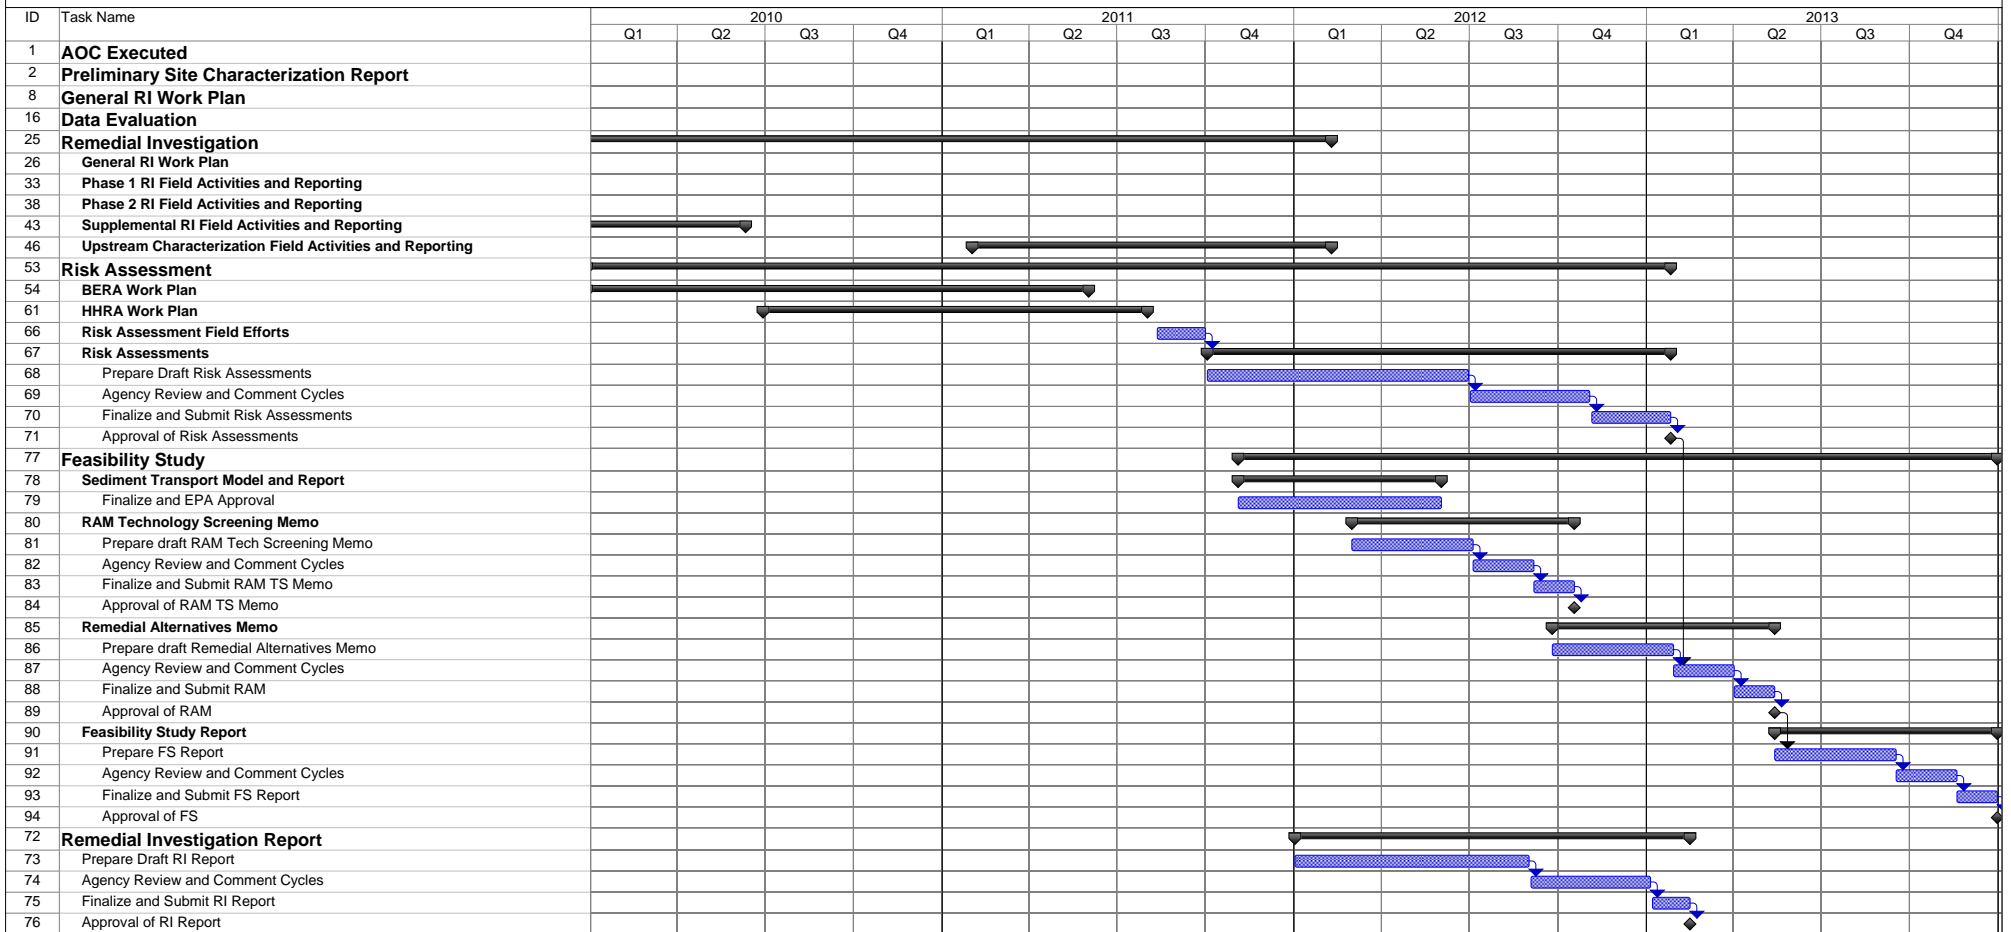 ID Task Name 2010 2011 2012 2013
Q1 Q2 Q3 Q4 Q1 Q2 Q3 Q4 Q1 Q2 Q3 Q4 Q1 Q2 Q3 Q4
1 AOC Executed
2 Preliminary Site Characterization Report
8 General RI Work Plan
16 Data Evaluation
25 Remedial Investigation
26 General RI Work Plan
33 Phase 1 RI Field Activities and Reporting
38 Phase 2 RI Field Activities and Reporting
43 Supplemental RI Field Activities and Reporting
46 Upstream Characterization Field Activities and Reporting
53 Risk Assessment
54 BERA Work Plan
61 HHRA Work Plan
66 Risk Assessment Field Efforts
67 Risk Assessments
68 Prepare Draft Risk Assessments
69 Agency Review and Comment Cycles
70 Finalize and Submit Risk Assessments
71 Approval of Risk Assessments
77 Feasibility Study
78 Sediment Transport Model and Report
79 Finalize and EPA Approval
80 RAM Technology Screening Memo
81 Prepare draft RAM Tech Screening Memo
82 Agency Review and Comment Cycles
83 Finalize and Submit RAM TS Memo
84 Approval of RAM TS Memo
85 Remedial Alternatives Memo
86 Prepare draft Remedial Alternatives Memo
87 Agency Review and Comment Cycles
88 Finalize and Submit RAM
89 Approval of RAM
90 Feasibility Study Report
91 Prepare FS Report
92 Agency Review and Comment Cycles
93 Finalize and Submit FS Report
94 Approval of FS
72 Remedial Investigation Report
73 Prepare Draft RI Report
74 Agency Review and Comment Cycles
75 Finalize and Submit RI Report
76 Approval of RI Report